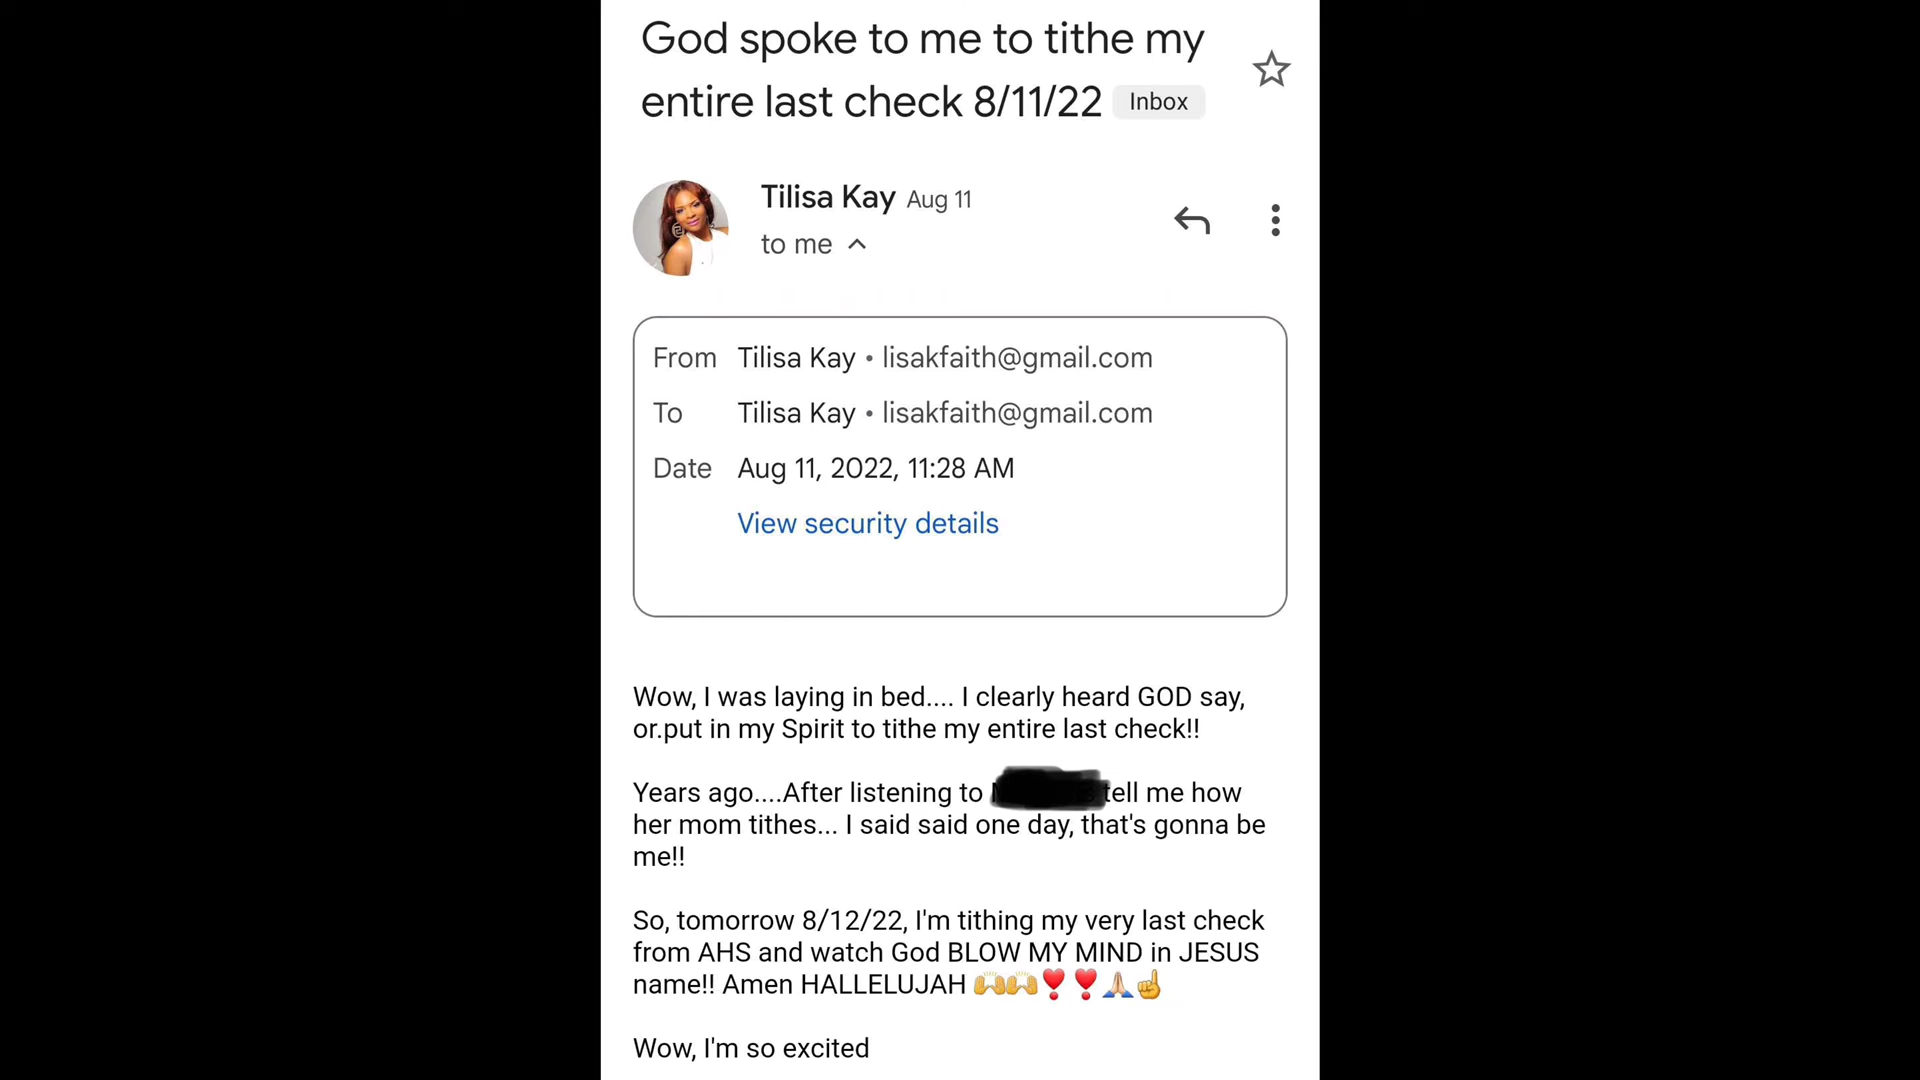 God spoke to me to tithe my
entire last check 8/11/22 Inbox
Tilisa Kay Aug 11
to me
From Tilisa Kay • lisakfaith@gmail.com
To Tilisa Kay • lisakfaith@gmail.com
Date Aug 11, 2022, 11:28 AM
View security details
Wow, I was laying in bed.... I clearly heard GOD say,
or.put in my Spirit to tithe my entire last check!!
Years ago....After listening to tell me how
her mom tithes... I said said one day, that's gonna be
me!!
So, tomorrow 8/12/22, I'm tithing my very last check
from AHS and watch God BLOW MY MIND in JESUS
name!! Amen HALLELUJAH 🙌🙌❣️❣️🙏☝️
Wow, I'm so excited